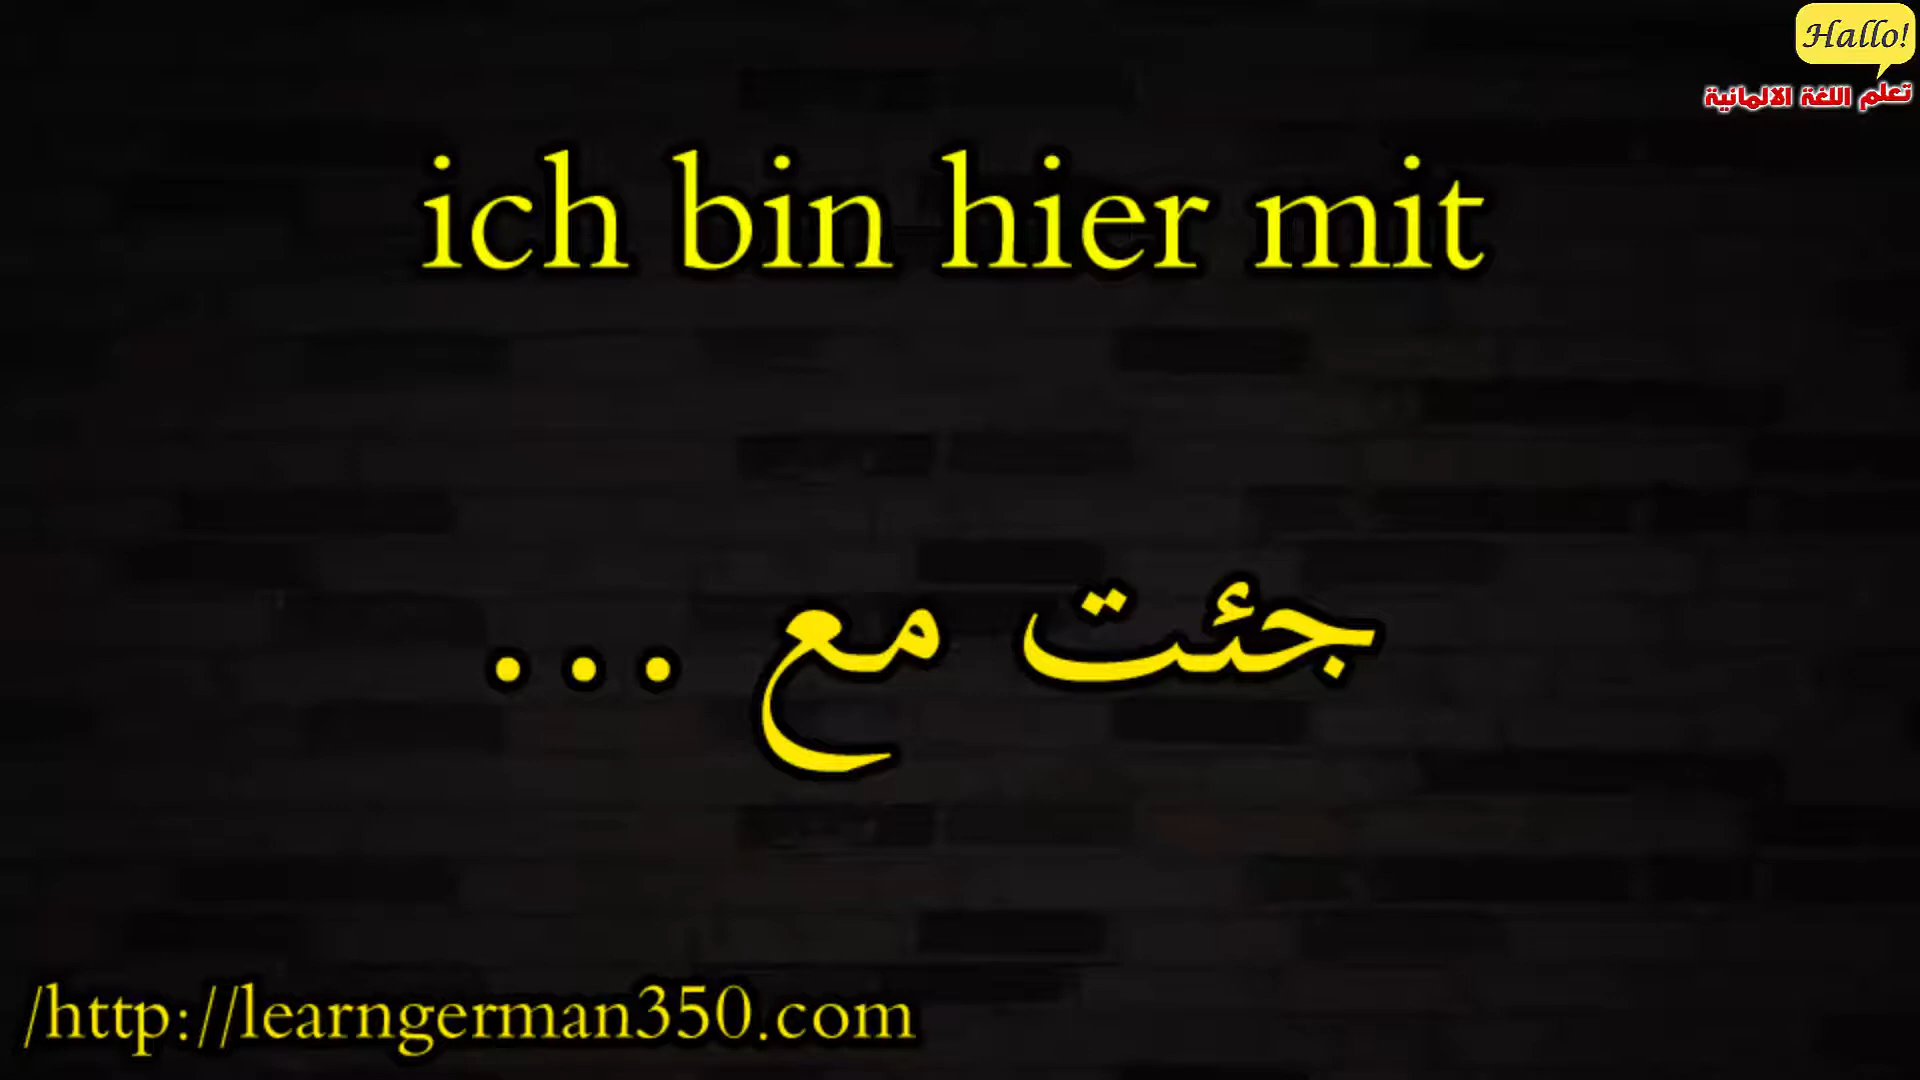 Hallo!
تعلم اللغة الالمانية
ich bin hier mit
جئت مع ...
/http://learngerman350.com